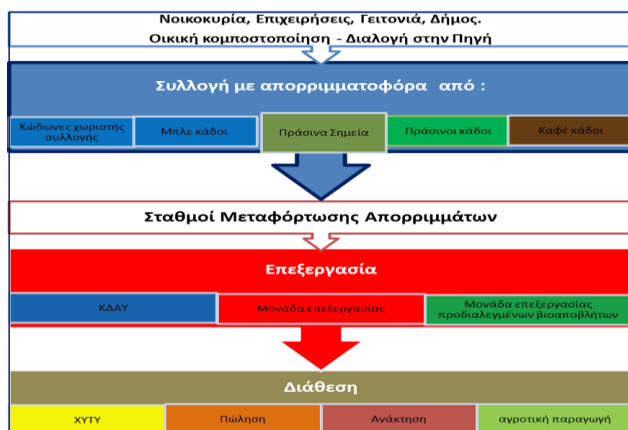 Νοικοκυριά, Επιχειρήσεις, Γειτονιά, Δήμος.
Οικική κομποστοποίηση - Διαλογή στην Πηγή
Συλλογή με απορριμματοφόρα από :
Κώδωνες χωριστής
συλλογής
Μπλε κάδοι
Πράσινα Σημεία
Πράσινοι κάδοι
Καφέ κάδοι
Σταθμοί Μεταφόρτωσης Απορριμμάτων
Επεξεργασία
ΚΔΑΥ
Μονάδα επεξεργασίας
Μονάδα επεξεργασίας
προδιαλεγμένων βιοαποβλήτων
Διάθεση
ΧΥΤΥ
Πώληση
Ανάκτηση
αγροτική παραγωγή